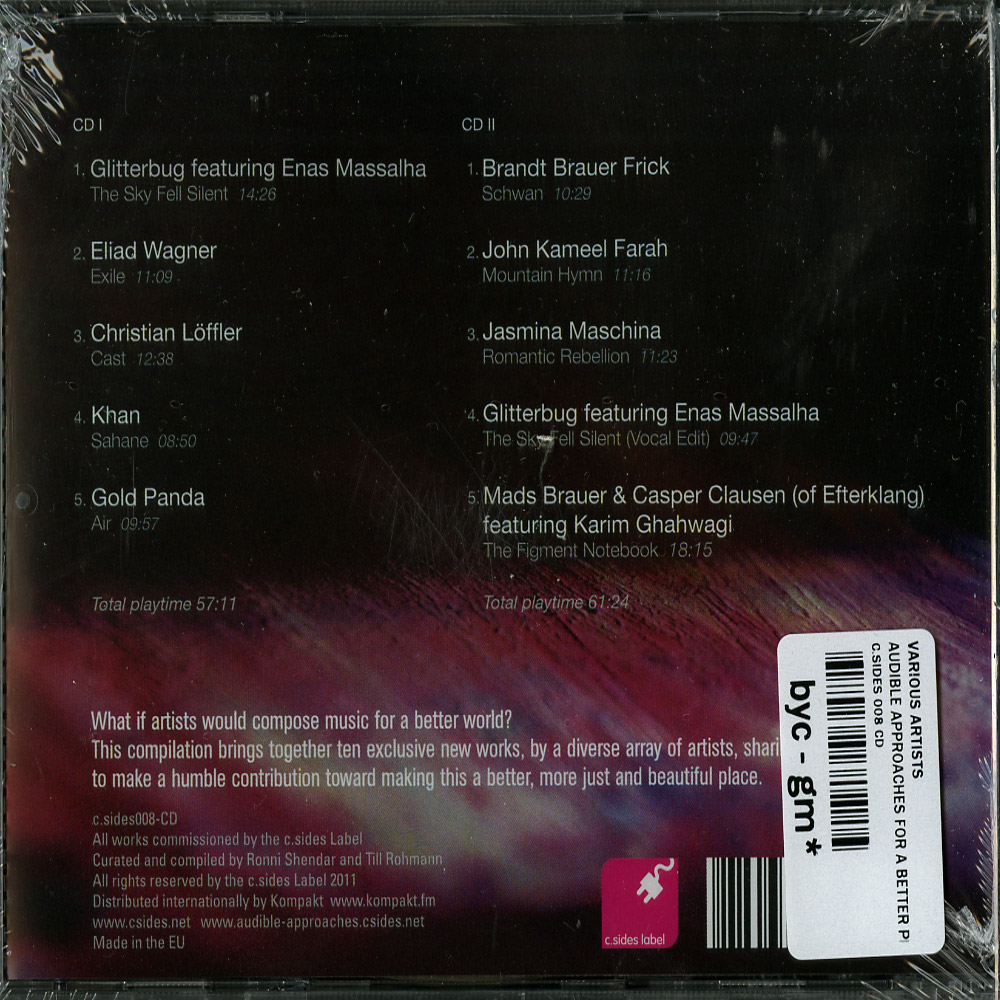 CD I
1. Glitterbug featuring Enas Massalha
The Sky Fell Silent 14:26
2. Eliad Wagner
Exile 11:09
3. Christian Löffler
Cast 12:38
4. Khan
Sahane 08:50
5. Gold Panda
Air 09:57
Total playtime 57:11
CD II
1. Brandt Brauer Frick
Schwan 10:29
2. John Kameel Farah
Mountain Hymn 11:16
3. Jasmina Maschina
Romantic Rebellion 11:23
4. Glitterbug featuring Enas Massalha
The Sky Fell Silent (Vocal Edit) 09:47
5. Mads Brauer & Casper Clausen (of Efterklang)
featuring Karim Ghahwagi
The Figment Notebook 18:15
Total playtime 61:24
What if artists would compose music for a better world?
This compilation brings together ten exclusive new works, by a diverse array of artists, shari
to make a humble contribution toward making this a better, more just and beautiful place.
c.sides008-CD
All works commissioned by the c.sides Label
Curated and compiled by Ronni Shendar and Till Rohmann
All rights reserved by the c.sides Label 2011
Distributed internationally by Kompakt www.kompakt.fm
www.csides.net www.audible-approaches.csides.net
Made in the EU
c.sides label
VARIOUS ARTISTS
AUDIBLE APPROACHES FOR A BETTER P
C.SIDES 008 CD
byc - gm *